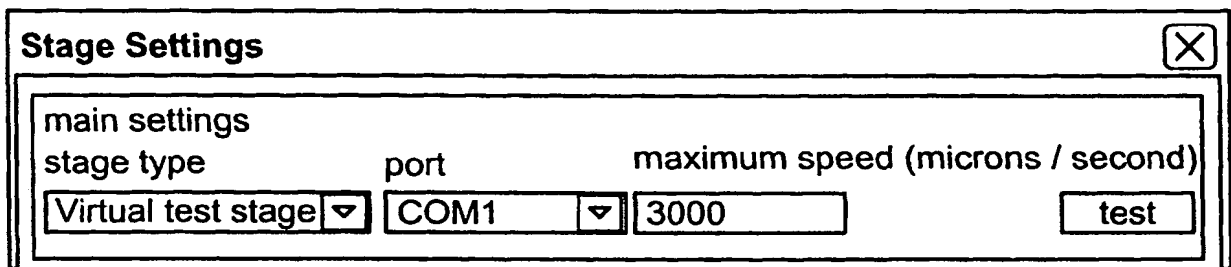 Stage Settings
main settings
stage type port maximum speed (microns / second)
Virtual test stage COM1 3000 test